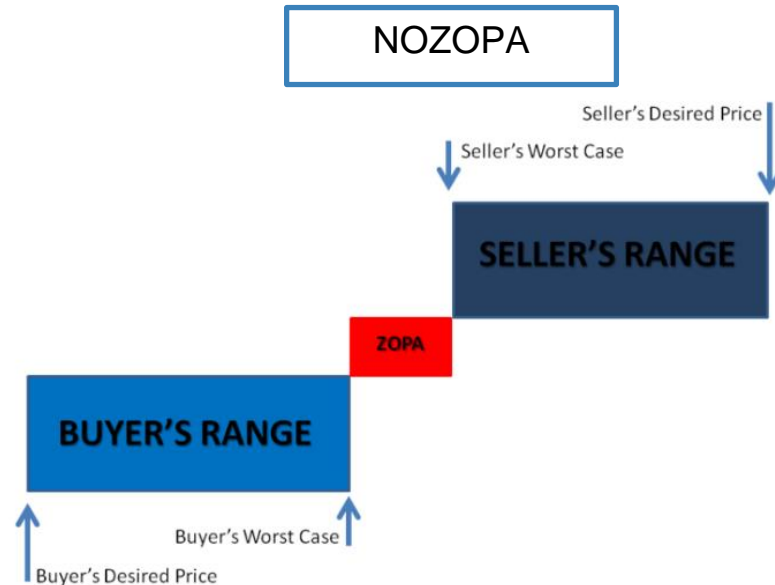 NOZOPA
Seller's Desired Price
Seller's Worst Case
SELLER'S RANGE
ZOPA
BUYER'S RANGE
Buyer's Worst Case
Buyer's Desired Price